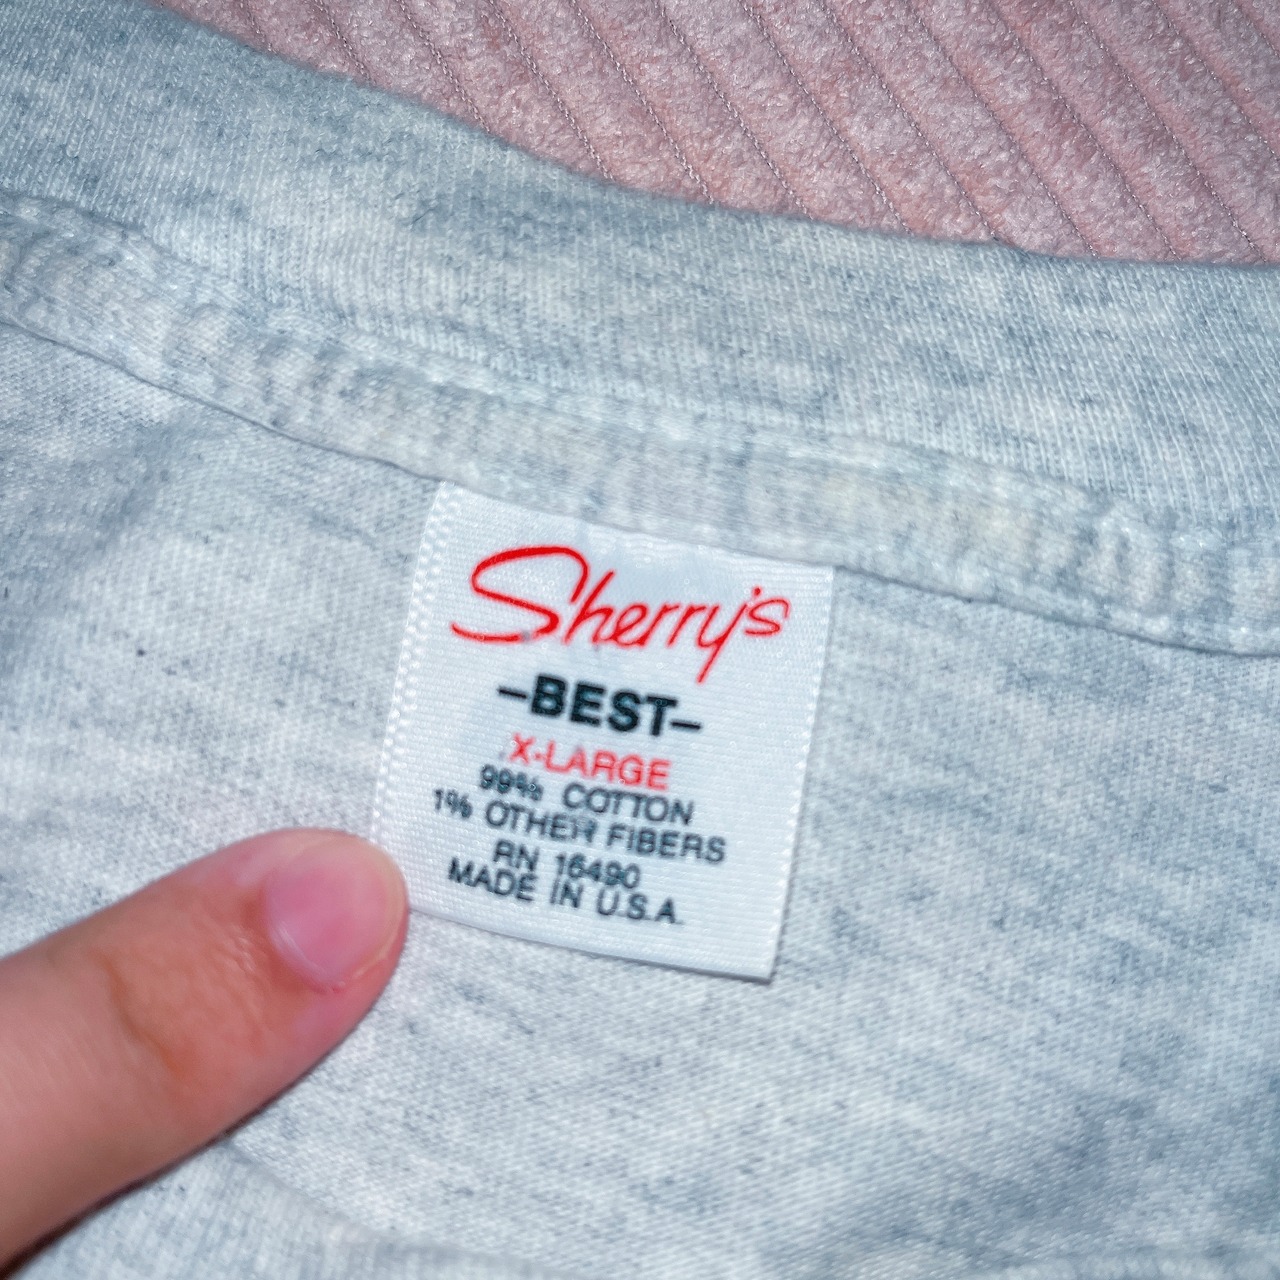 Sherry's
-BEST-
X-LARGE
99% COTTON
1% OTHER FIBERS
RN 16490
MADE IN U.S.A.